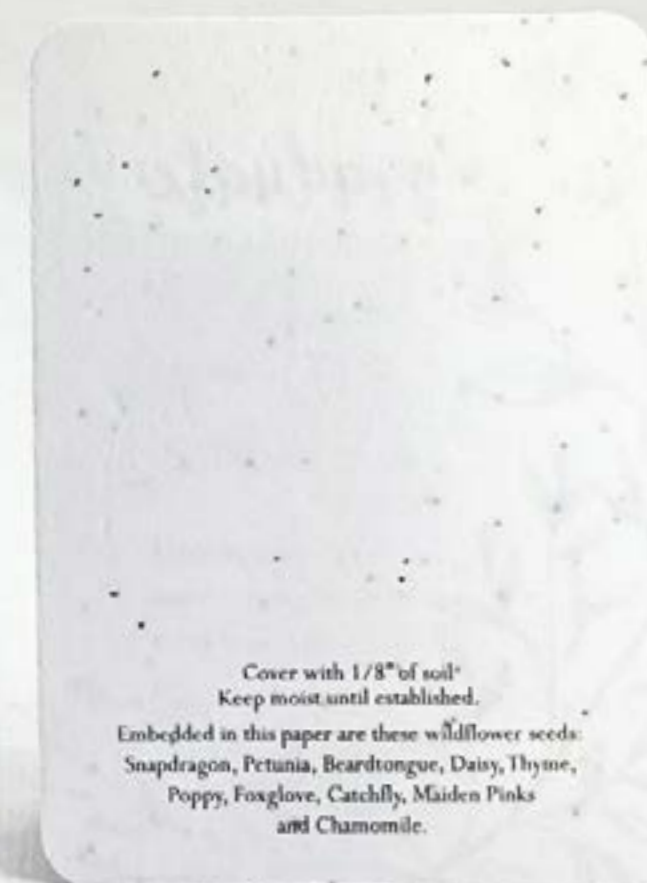 Cover with 1/8" of soil
Keep moist until established.
Embedded in this paper are these wildflower seeds:
Snapdragon, Petunia, Beardtongue, Daisy, Thyme,
Poppy, Foxglove, Catchfly, Maiden Pinks
and Chamomile.